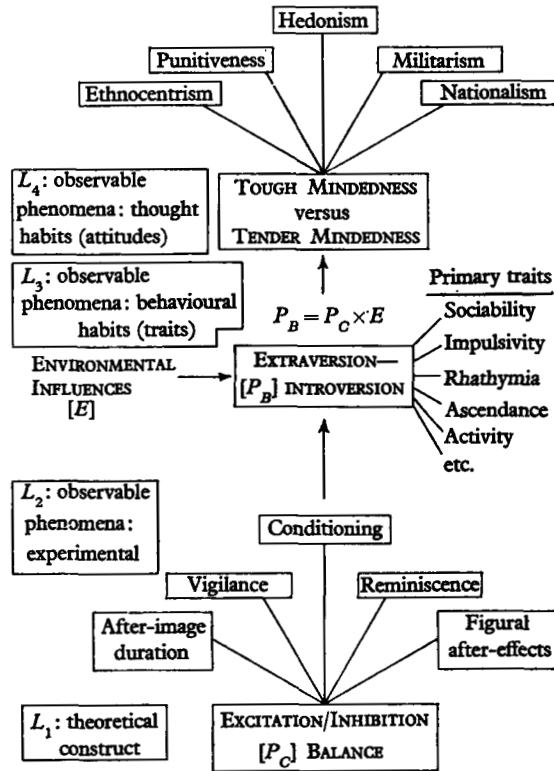 Hedonism
Punitiveness
Militarism
Ethnocentrism
Nationalism
L4: observable
phenomena: thought
habits (attitudes)
TOUGH MINDEDNESS
versus
TENDER MINDEDNESS
L3: observable
phenomena: behavioural
habits (traits)
PB = PC × E
Primary traits
Sociability
Impulsivity
Rhathymia
Ascendance
Activity
etc.
ENVIRONMENTAL
INFLUENCES
[E]
EXTRAVERSION—
[PB] INTROVERSION
L2: observable
phenomena:
experimental
Conditioning
Vigilance
Reminiscence
After-image
duration
Figural
after-effects
L1: theoretical
construct
EXCITATION/INHIBITION
[PC] BALANCE